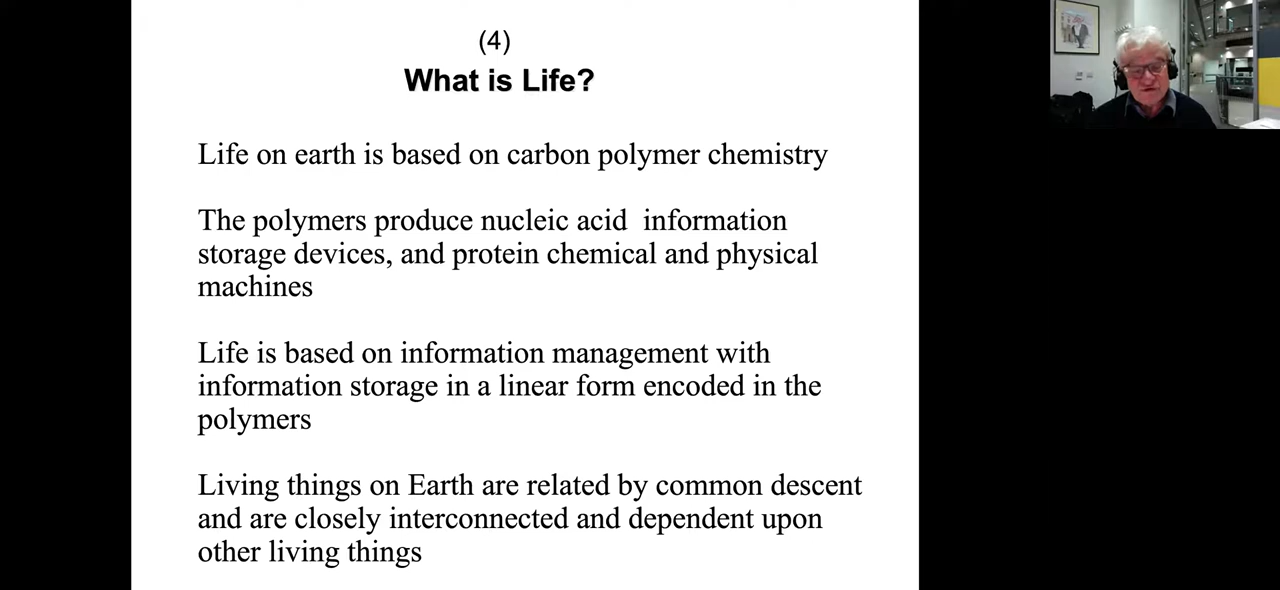 (4)
What is Life?
Life on earth is based on carbon polymer chemistry
The polymers produce nucleic acid  information
storage devices, and protein chemical and physical
machines
Life is based on information management with
information storage in a linear form encoded in the
polymers
Living things on Earth are related by common descent
and are closely interconnected and dependent upon
other living things